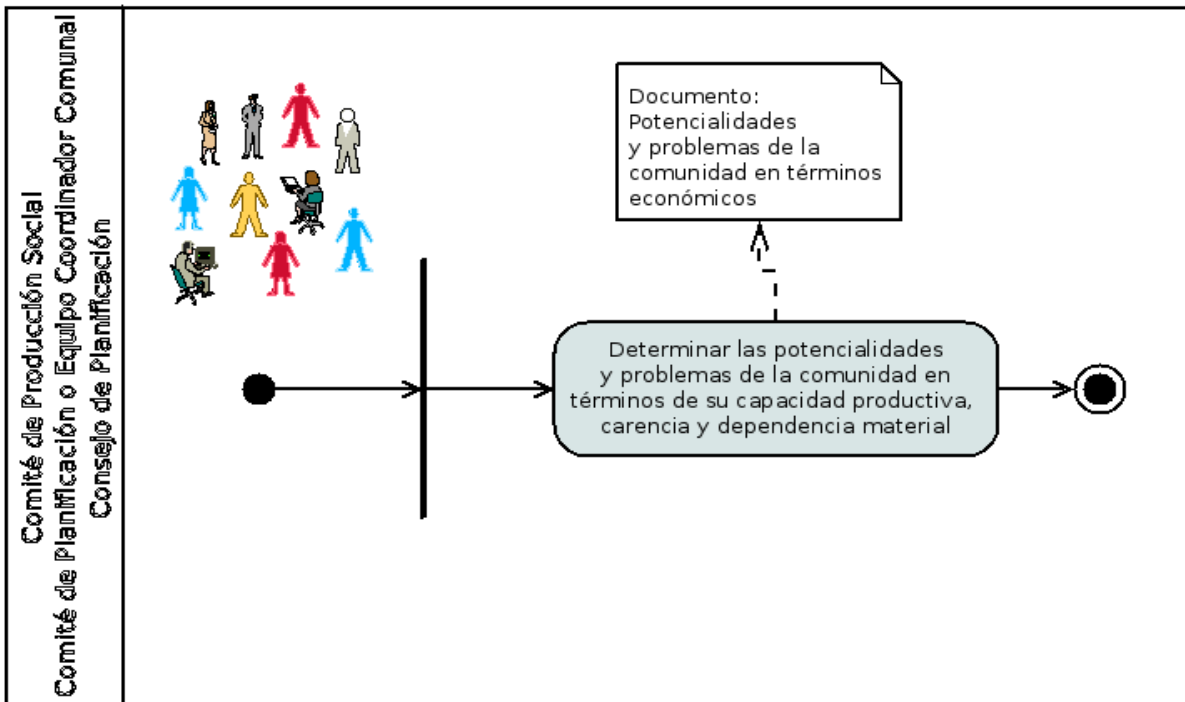 Comité de Producción Social
Comité de Planificación o Equipo Coordinador Comunal
Consejo de Planificación
Documento:
Potencialidades
y problemas de la
comunidad en términos
económicos
Determinar las potencialidades
y problemas de la comunidad en
términos de su capacidad productiva,
carencia y dependencia material